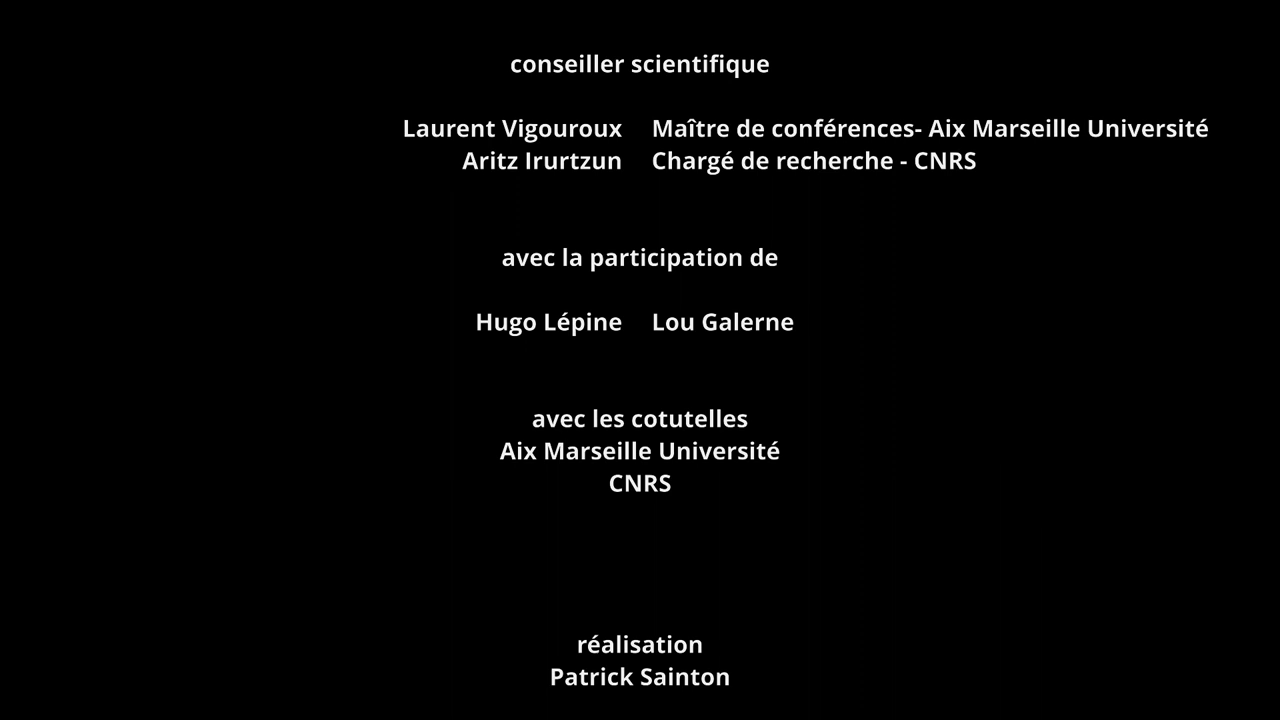 conseiller scientifique
Laurent Vigouroux Maître de conférences- Aix Marseille Université
Aritz Irurtzun Chargé de recherche - CNRS
avec la participation de
Hugo Lépine Lou Galerne
avec les cotutelles
Aix Marseille Université
CNRS
réalisation
Patrick Sainton